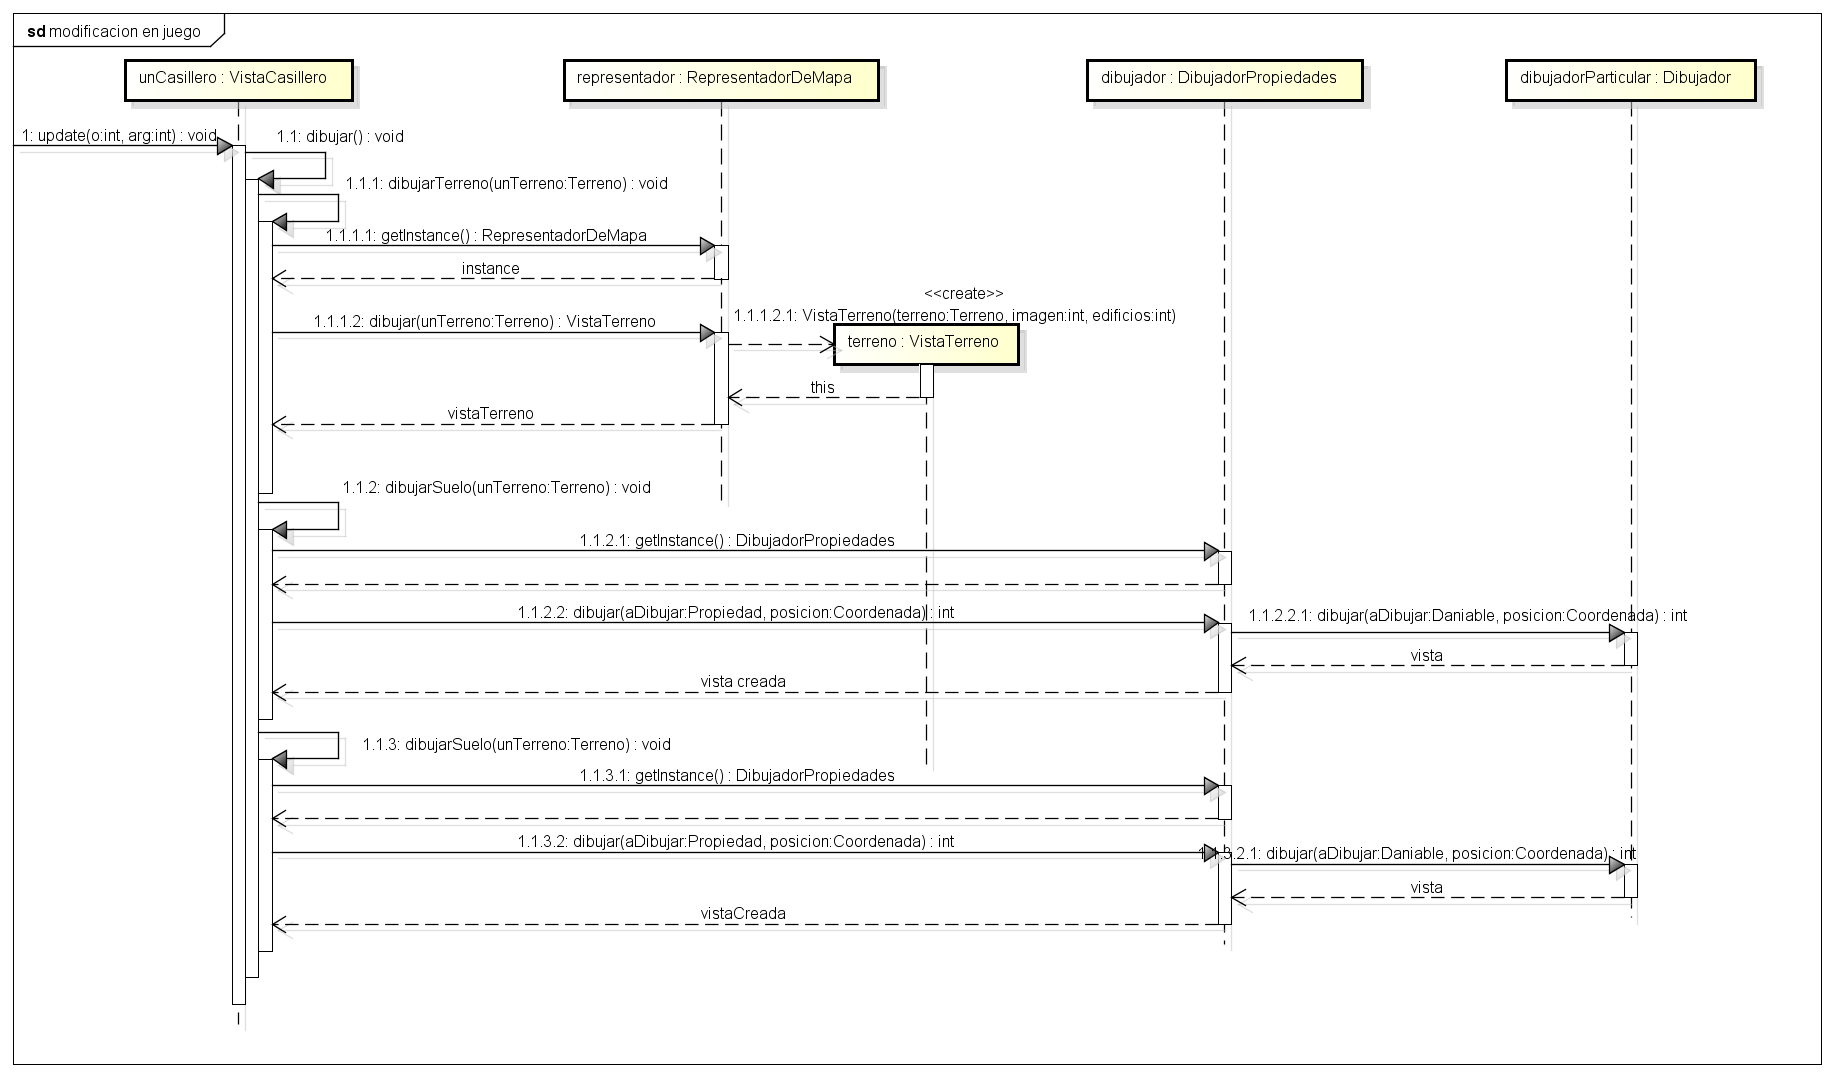 sd modificacion en juego
unCasillero : VistaCasillero
representador : RepresentadorDeMapa
dibujador : DibujadorPropiedades
dibujadorParticular : Dibujador
1: update(o:int, arg:int) : void
1.1: dibujar() : void
1.1.1: dibujarTerreno(unTerreno:Terreno) : void
1.1.1.1: getInstance() : RepresentadorDeMapa
instance
<<create>>
1.1.1.2: dibujar(unTerreno:Terreno) : VistaTerreno
1.1.1.2.1: VistaTerreno(terreno:Terreno, imagen:int, edificios:int)
terreno : VistaTerreno
this
vistaTerreno
1.1.2: dibujarSuelo(unTerreno:Terreno) : void
1.1.2.1: getInstance() : DibujadorPropiedades
1.1.2.2: dibujar(aDibujar:Propiedad, posicion:Coordenada) : int
1.1.2.2.1: dibujar(aDibujar:Daniable, posicion:Coordenada) : int
vista
vista creada
1.1.3: dibujarSuelo(unTerreno:Terreno) : void
1.1.3.1: getInstance() : DibujadorPropiedades
1.1.3.2: dibujar(aDibujar:Propiedad, posicion:Coordenada) : int
1.1.3.2.1: dibujar(aDibujar:Daniable, posicion:Coordenada) : int
vista
vistaCreada